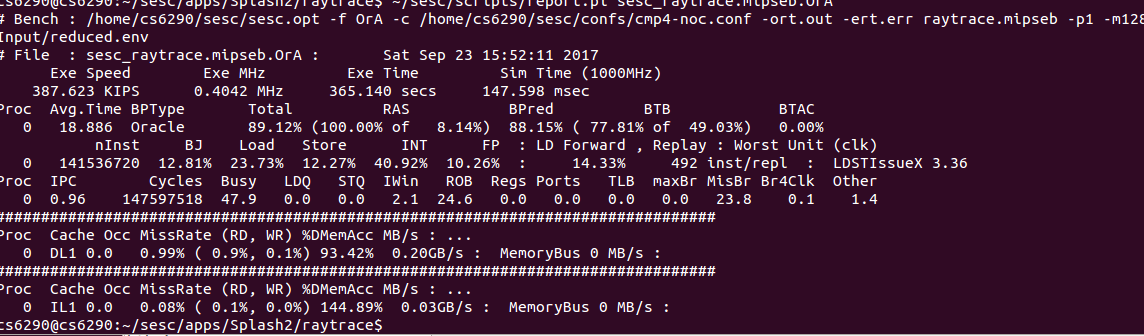 cs6290@cs6290:~/sesc/apps/Splash2/raytrace$ ~/sesc/scripts/report.pl sesc_raytrace.mipseb.OrA
# Bench : /home/cs6290/sesc/sesc.opt -f OrA -c /home/cs6290/sesc/confs/cmp4-noc.conf -ort.out -ert.err raytrace.mipseb -p1 -m128
Input/reduced.env
# File  : sesc_raytrace.mipseb.OrA :        Sat Sep 23 15:52:11 2017
       Exe Speed         Exe MHz         Exe Time         Sim Time (1000MHz)
     387.623 KIPS     0.4042 MHz     365.140 secs     147.598 msec
Proc  Avg.Time BPType       Total            RAS            BPred            BTB            BTAC
   0   18.886  Oracle      89.12% (100.00% of   8.14%)  88.15% ( 77.81% of  49.03%)   0.00%
            nInst      BJ    Load   Store      INT      FP  : LD Forward , Replay : Worst Unit (clk)
   0    141536720  12.81%  23.73%  12.27%  40.92%  10.26%  :      14.33%      492 inst/repl  :  LDSTIssueX 3.36
Proc  IPC       Cycles  Busy   LDQ   STQ  IWin   ROB  Regs Ports   TLB  maxBr MisBr Br4Clk  Other
   0  0.96   147597518  47.9   0.0   0.0   2.1  24.6   0.0   0.0   0.0   0.0   23.8    0.1    1.4
################################################################################
Proc  Cache Occ MissRate (RD, WR) %DMemAcc MB/s : ...
   0  DL1 0.0   0.99% ( 0.9%, 0.1%) 93.42%  0.20GB/s :  MemoryBus 0 MB/s :
################################################################################
Proc  Cache Occ MissRate (RD, WR) %DMemAcc MB/s : ...
   0  IL1 0.0   0.08% ( 0.1%, 0.0%) 144.89%  0.03GB/s :  MemoryBus 0 MB/s :
cs6290@cs6290:~/sesc/apps/Splash2/raytrace$